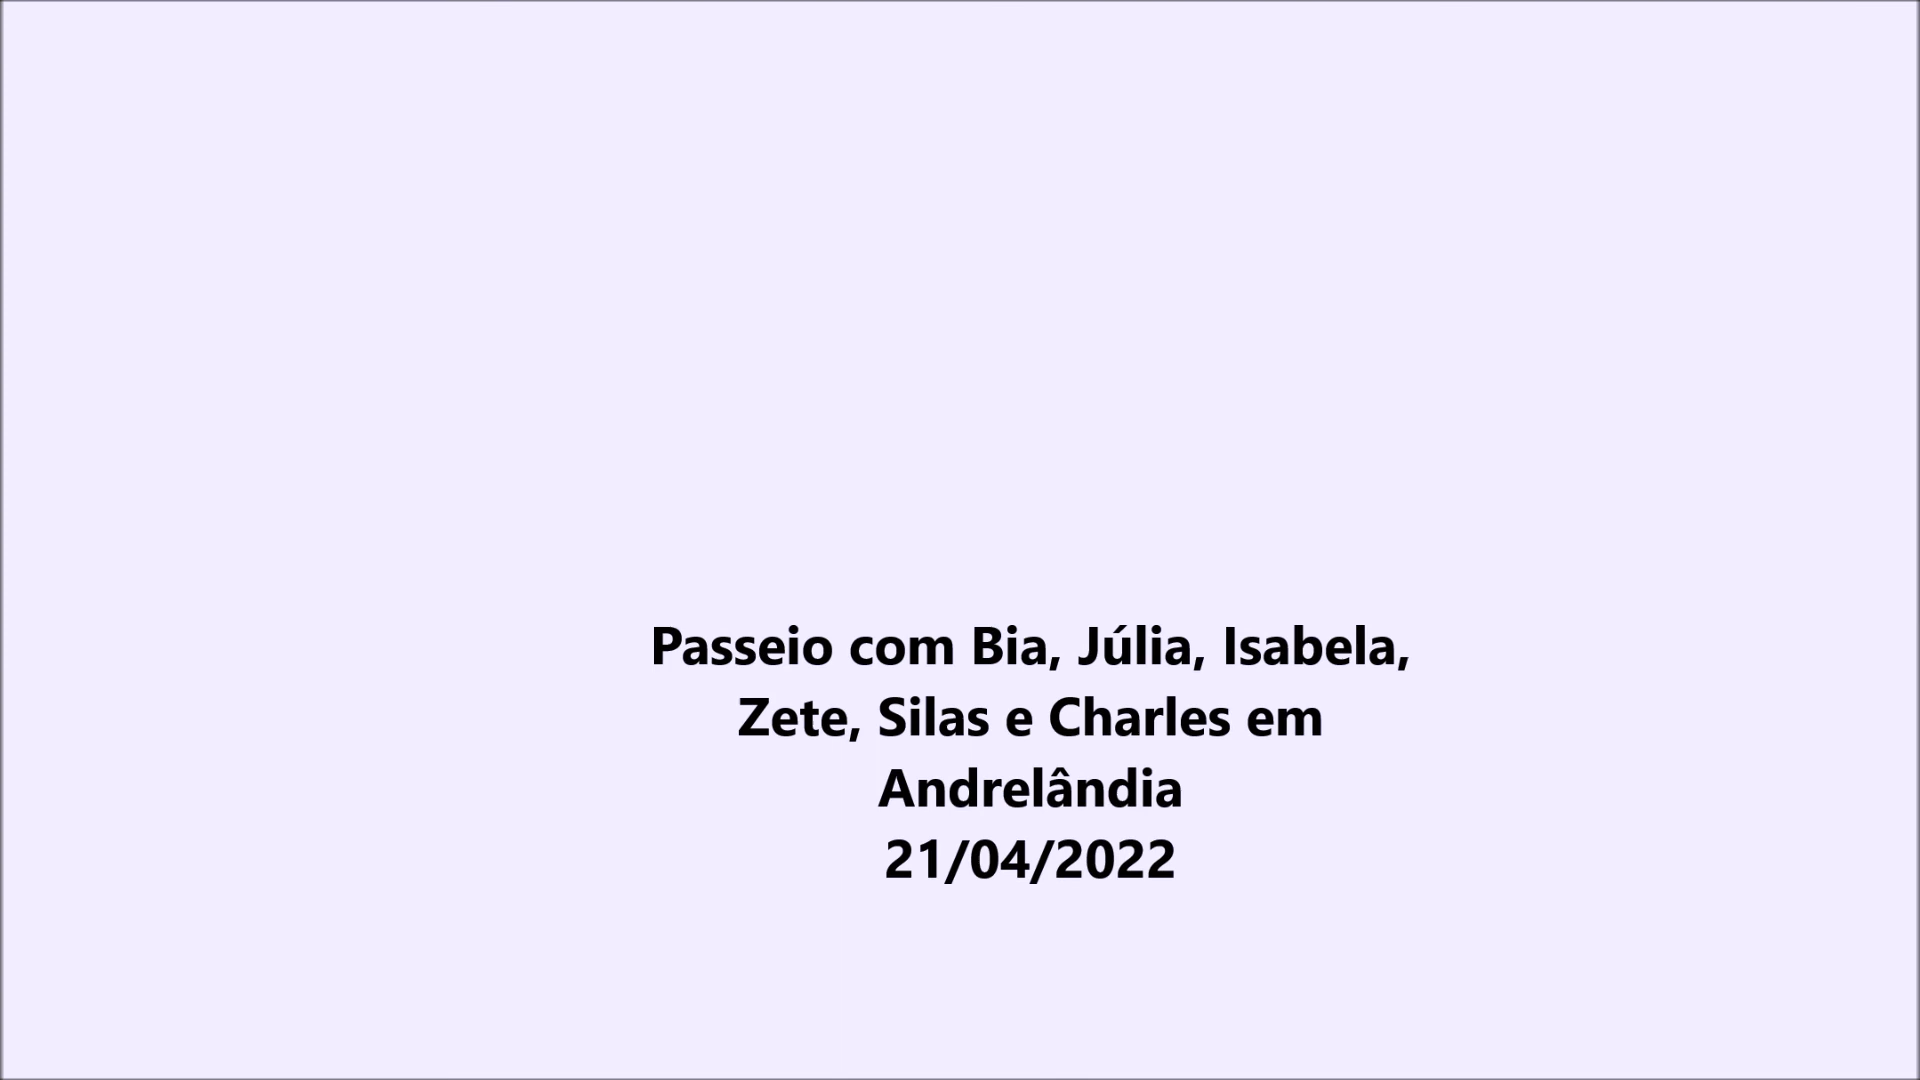 Passeio com Bia, Júlia, Isabela,
Zete, Silas e Charles em
Andrelândia
21/04/2022